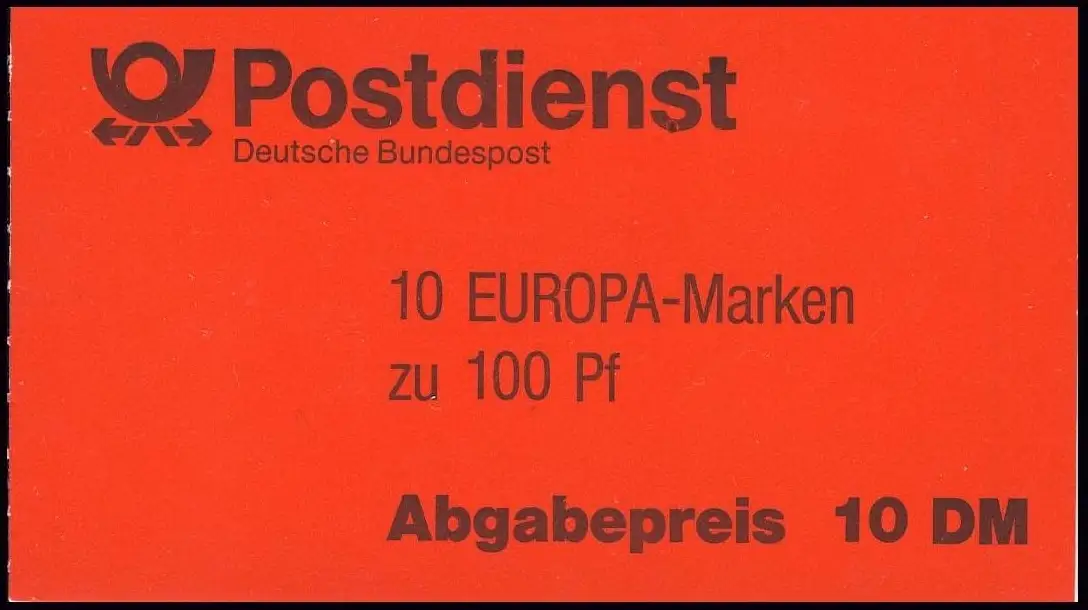 Postdienst
Deutsche Bundespost
10 EUROPA-Marken
zu 100 Pf
Abgabepreis 10 DM